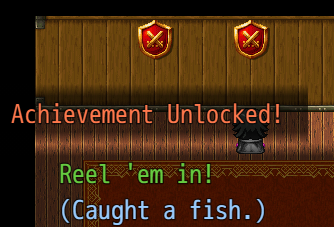 Achievement Unlocked!
Reel 'em in!
(Caught a fish.)